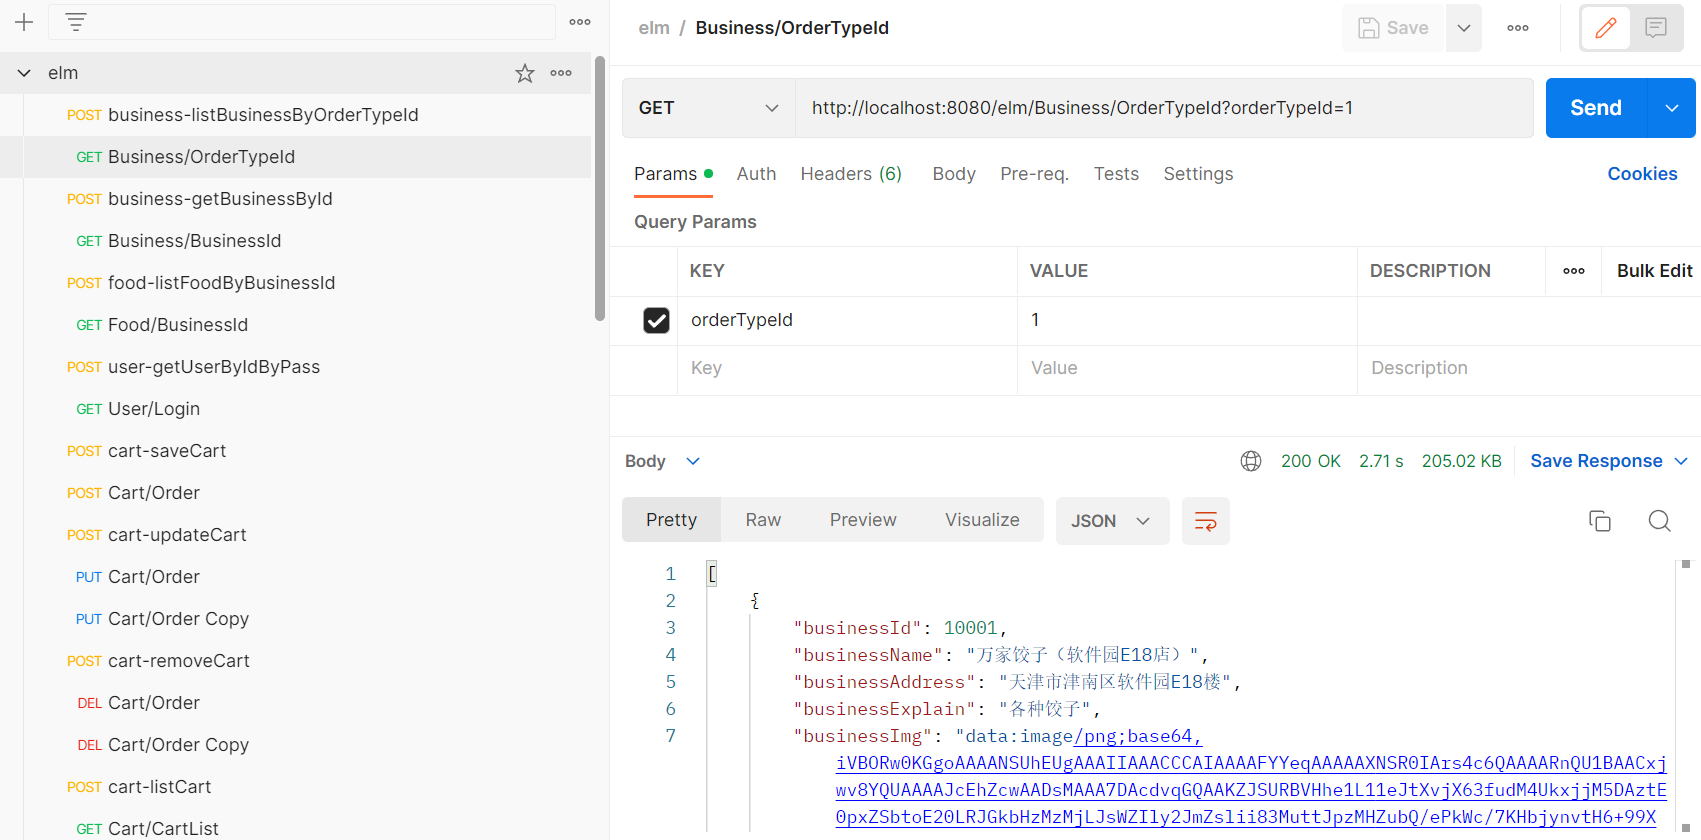 elm
POST business-listBusinessByOrderTypeId
GET Business/OrderTypeId
POST business-getBusinessById
GET Business/BusinessId
POST food-listFoodByBusinessId
GET Food/BusinessId
POST user-getUserByIdByPass
GET User/Login
POST cart-saveCart
POST Cart/Order
POST cart-updateCart
PUT Cart/Order
PUT Cart/Order Copy
POST cart-removeCart
DEL Cart/Order
DEL Cart/Order Copy
POST cart-listCart
GET Cart/CartList
elm / Business/OrderTypeId
Save
GET http://localhost:8080/elm/Business/OrderTypeId?orderTypeId=1 Send
Params Auth Headers (6) Body Pre-req. Tests Settings Cookies
Query Params
KEY VALUE DESCRIPTION Bulk Edit
orderTypeId 1
Key Value Description
Body 200 OK 2.71 s 205.02 KB Save Response
Pretty Raw Preview Visualize JSON
1 [
2 {
3 "businessId": 10001,
4 "businessName": "万家饺子（软件园E18店）",
5 "businessAddress": "天津市津南区软件园E18楼",
6 "businessExplain": "各种饺子",
7 "businessImg": "data:image/png;base64,
iVBORw0KGgoAAAANSUhEUgAAAIIAAACCCAIAAAAFYYeqAAAAAXNSR0IArs4c6QAAAARnQU1BAACxj
wv8YQUAAAAJcEhZcwAADsMAAA7DAcdvqGQAAKZJSURBVHhe1L11eJtXvjX63fudM4UkxjjM5DAztE
0pxZSbtoE20LRJGkbHzMzMjLJsWZIly2JmZslii83MuttJpzMHZubQ/ePkWc/7KHbjynvtH6+99X